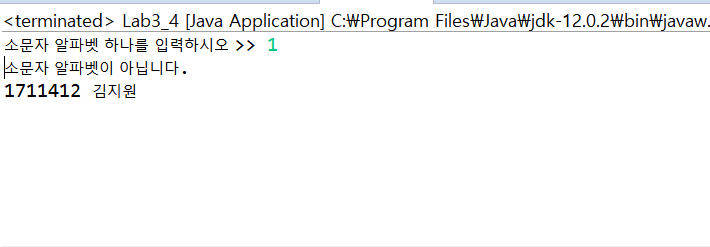 <terminated> Lab3_4 [Java Application] C:₩Program Files₩Java₩jdk-12.0.2₩bin₩javaw.
소문자 알파벳 하나를 입력하시오 >> 1
소문자 알파벳이 아닙니다.
1711412 김지원